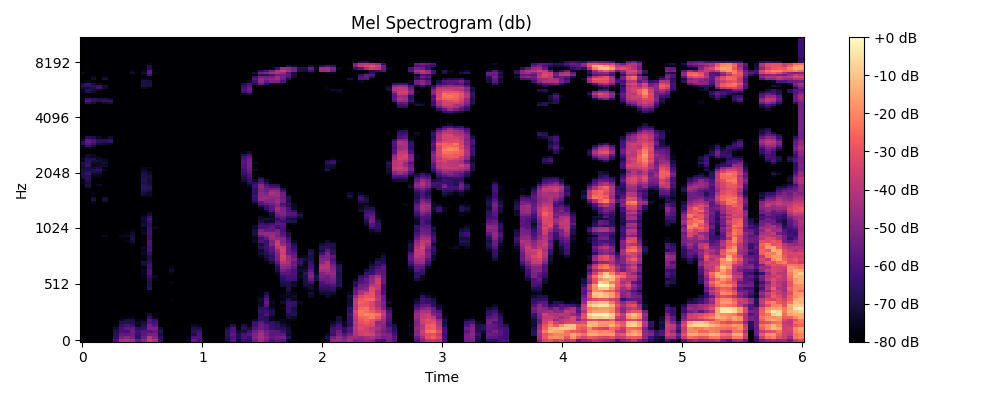 Mel Spectrogram (db)
Hz
8192
4096
2048
1024
512
0
0 1 2 3 4 5 6
Time
+0 dB
-10 dB
-20 dB
-30 dB
-40 dB
-50 dB
-60 dB
-70 dB
-80 dB